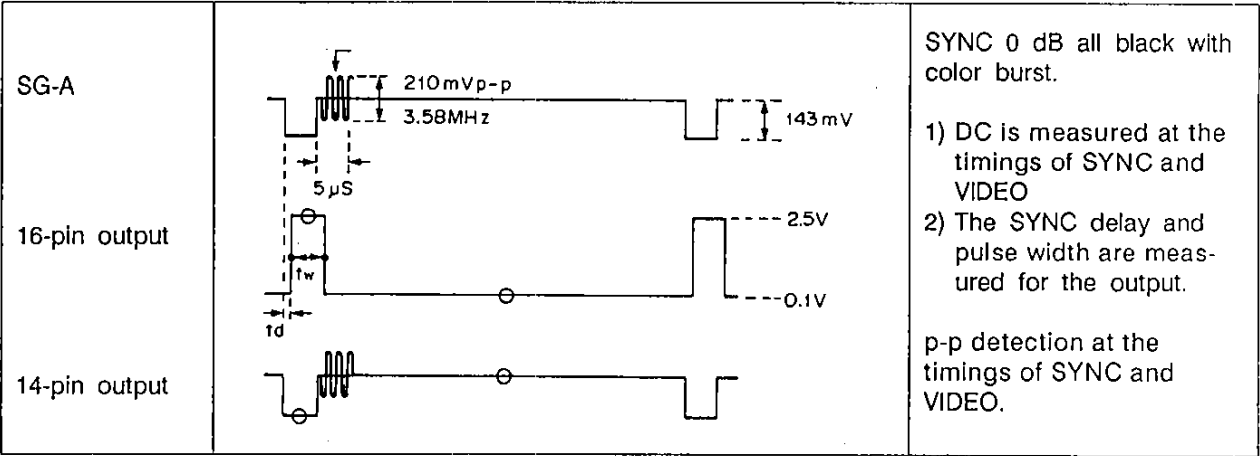 SG-A
210mVp-p
3.58MHz
143mV
5µS
16-pin output
2.5V
tw
0.1V
td
14-pin output
SYNC 0 dB all black with
color burst.
1) DC is measured at the
timings of SYNC and
VIDEO
2) The SYNC delay and
pulse width are meas-
ured for the output.
p-p detection at the
timings of SYNC and
VIDEO.